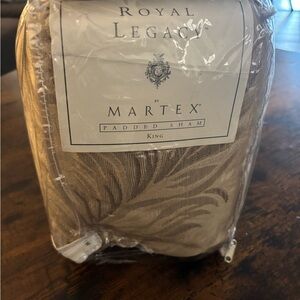 ROYAL
LEGACY
BY
MARTEX®
PADDED SHAM
KING